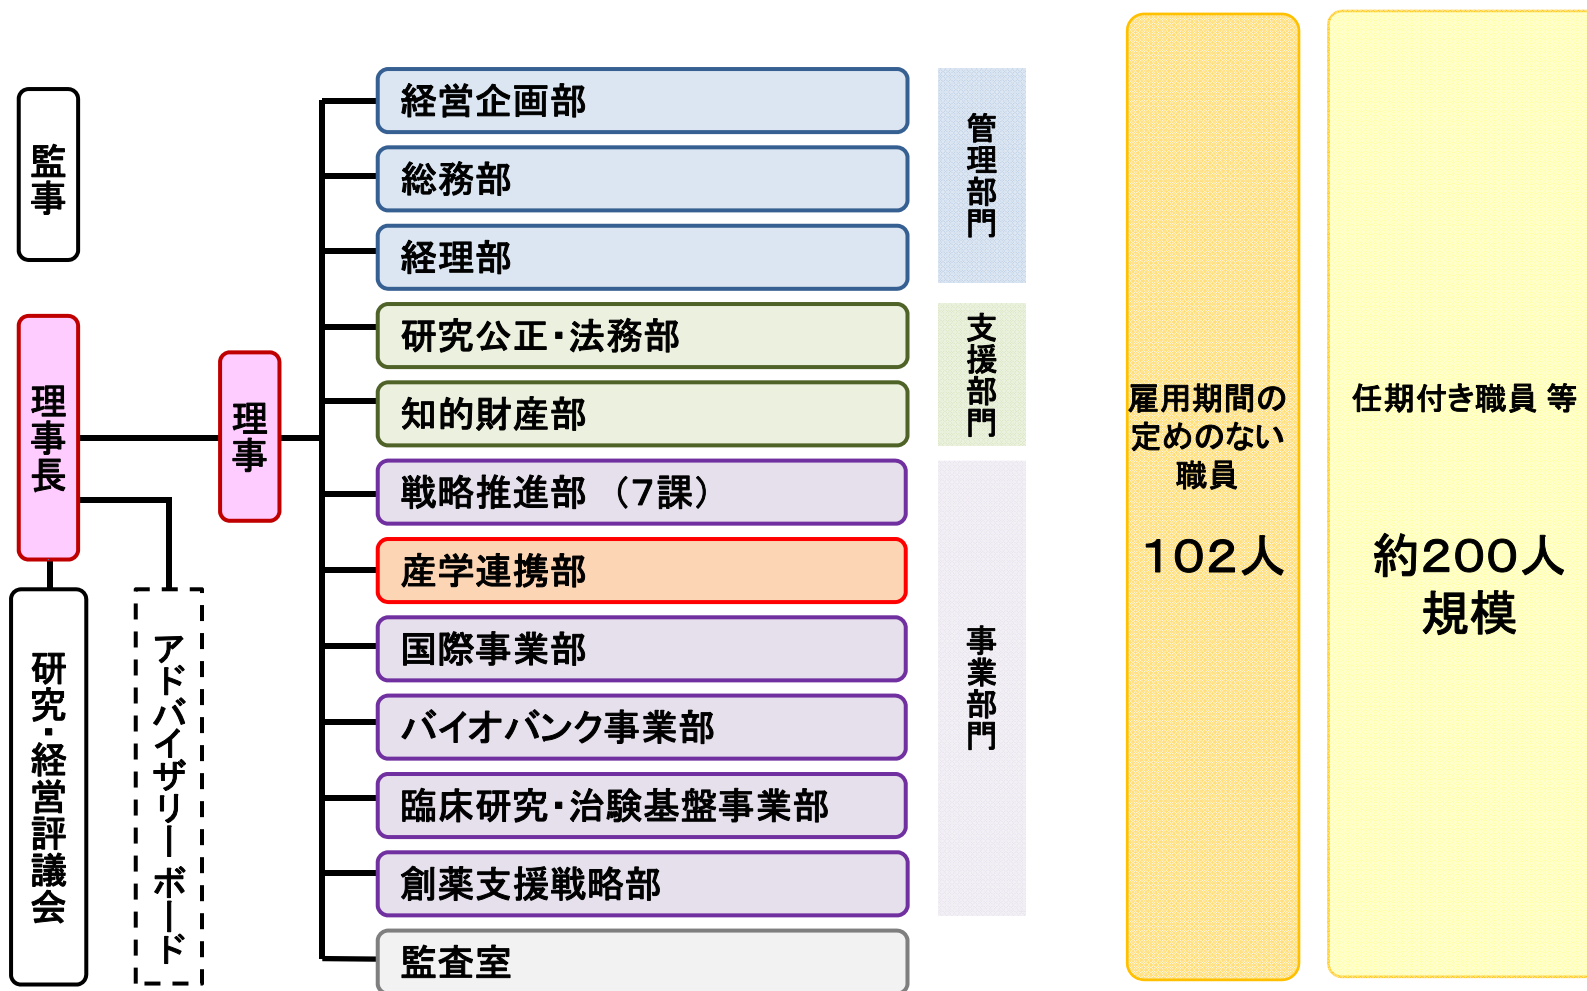 監事
理事長
研究・経営評議会
アドバイザリーボード
理事
経営企画部
総務部
経理部
研究公正・法務部
知的財産部
戦略推進部 （7課）
産学連携部
国際事業部
バイオバンク事業部
臨床研究・治験基盤事業部
創薬支援戦略部
監査室
管理部門
支援部門
事業部門
雇用期間の
定めのない
職員
102人
任期付き職員 等
約200人
規模